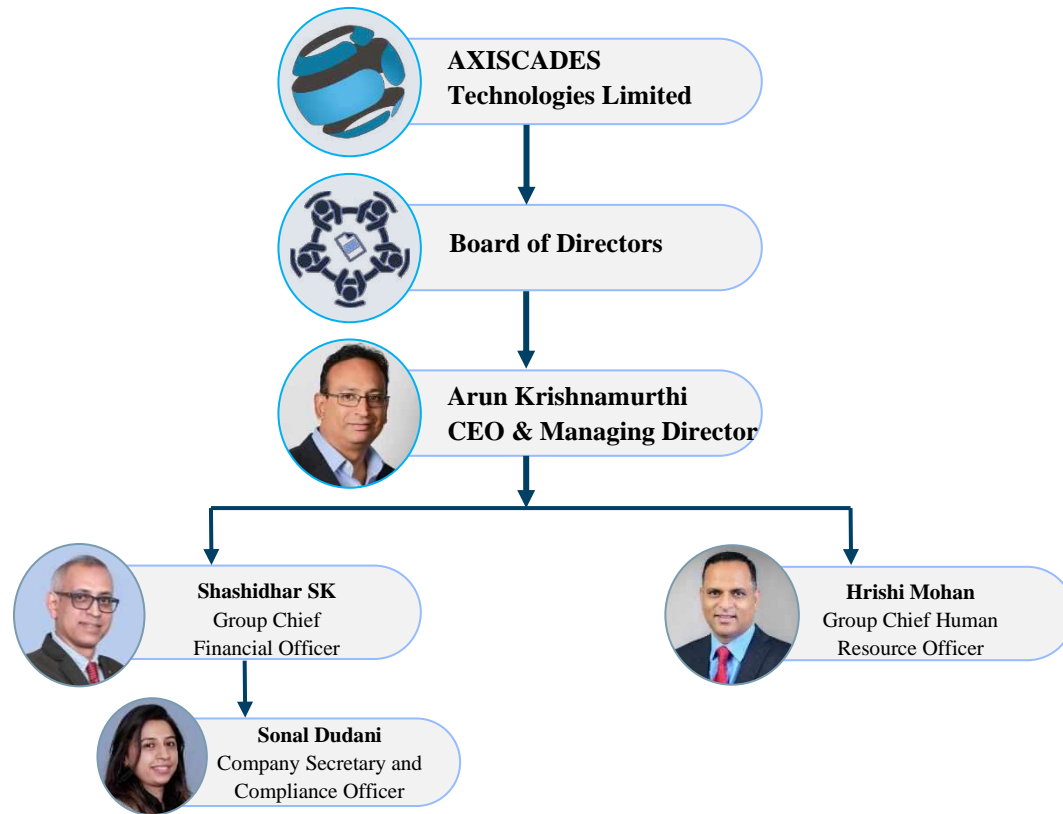 AXISCADES
Technologies Limited
Board of Directors
Arun Krishnamurthi
CEO & Managing Director
Shashidhar SK
Group Chief
Financial Officer
Hrishi Mohan
Group Chief Human
Resource Officer
Sonal Dudani
Company Secretary and
Compliance Officer